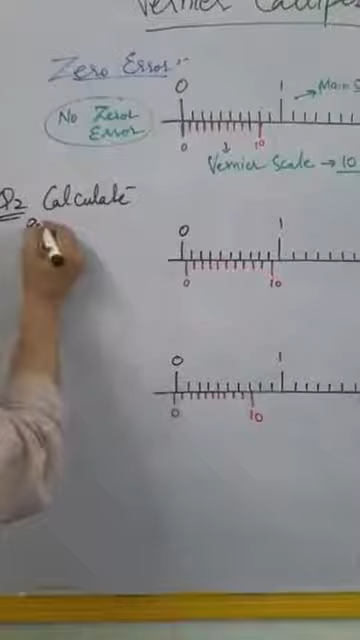 Vernier Calipe
Zero Error:-
No Zero
Error
0 1
Main S
0 10
Vernier Scale → 10
Q2 Calculate
0 1
0 10
0 1
0 10